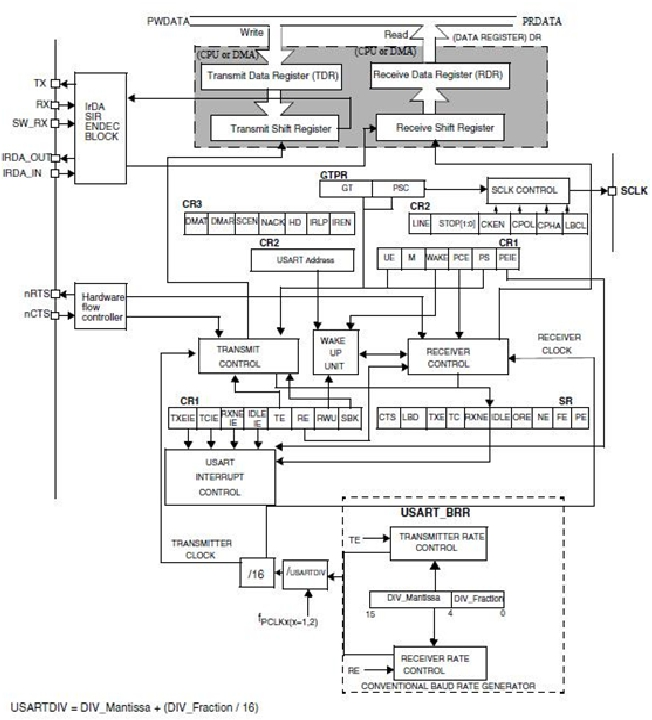 PWDATA PRDATA
Write Read (DATA REGISTER) DR
(CPU or DMA) (CPU or DMA)
TX
RX
SW_RX
IRDA_OUT
IRDA_IN
IrDA
SIR
ENDEC
BLOCK
Transmit Data Register (TDR) Receive Data Register (RDR)
Transmit Shift Register Receive Shift Register
GTPR
GT PSC
SCLK CONTROL SCLK
CR3
DMAT DMAR SCEN NACK HD IRLP IREN
CR2
LINE STOP[1:0] CKEN CPOL CPHA LBCL
CR2
USART Address
CR1
UE M WAKE PCE PS PEIE
nRTS
nCTS
Hardware
flow
controller
TRANSMIT
CONTROL
WAKE
UP
UNIT
RECEIVER
CONTROL
RECEIVER
CLOCK
CR1
TXEIE TCIE RXNE IE IDLE IE TE RE RWU SBK
SR
CTS LBD TXE TC RXNE IDLE ORE NE FE PE
USART
INTERRUPT
CONTROL
USART_BRR
TRANSMITTER
CLOCK
TE
TRANSMITTER RATE
CONTROL
/16
/USARTDIV
DIV_Mantissa DIV_Fraction
15 4 0
fPCLKx(x=1,2)
RE
RECEIVER RATE
CONTROL
CONVENTIONAL BAUD RATE GENERATOR
USARTDIV = DIV_Mantissa + (DIV_Fraction / 16)